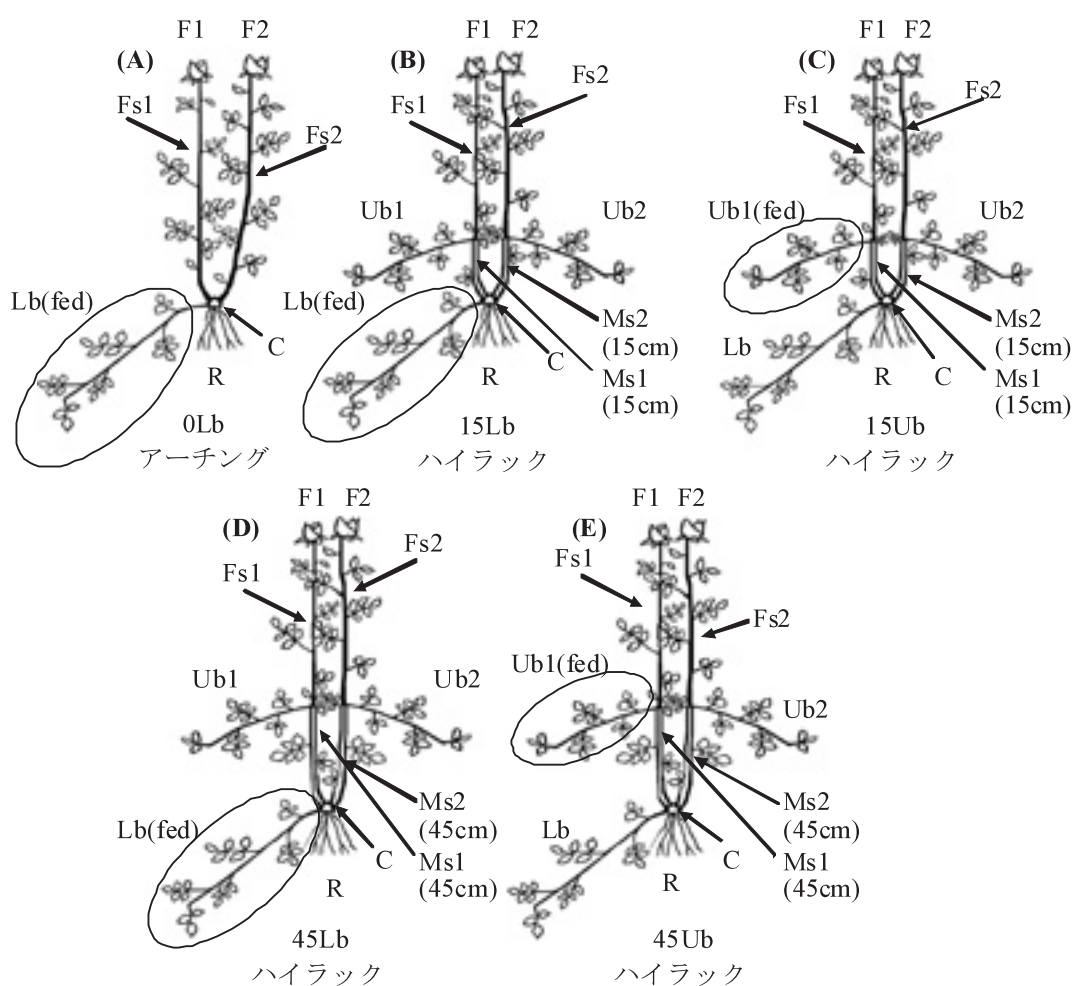 F1 F2
(A)
Fs1
Fs2
Lb(fed)
C
R
0Lb
アーチング
F1 F2
(B)
Fs2
Fs1
Ub1
Ub2
Lb(fed)
Ms2
(15cm)
C
Ms1
(15cm)
R
15Lb
ハイラック
F1 F2
(C)
Fs2
Fs1
Ub1(fed)
Ub2
Ms2
(15cm)
Lb
C
Ms1
(15cm)
R
15Ub
ハイラック
F1 F2
(D)
Fs2
Fs1
Ub1
Ub2
Ms2
(45cm)
Lb(fed)
C
Ms1
(45cm)
R
45Lb
ハイラック
F1 F2
(E)
Fs1
Fs2
Ub1(fed)
Ub2
Ms2
(45cm)
Lb
C
Ms1
(45cm)
R
45Ub
ハイラック